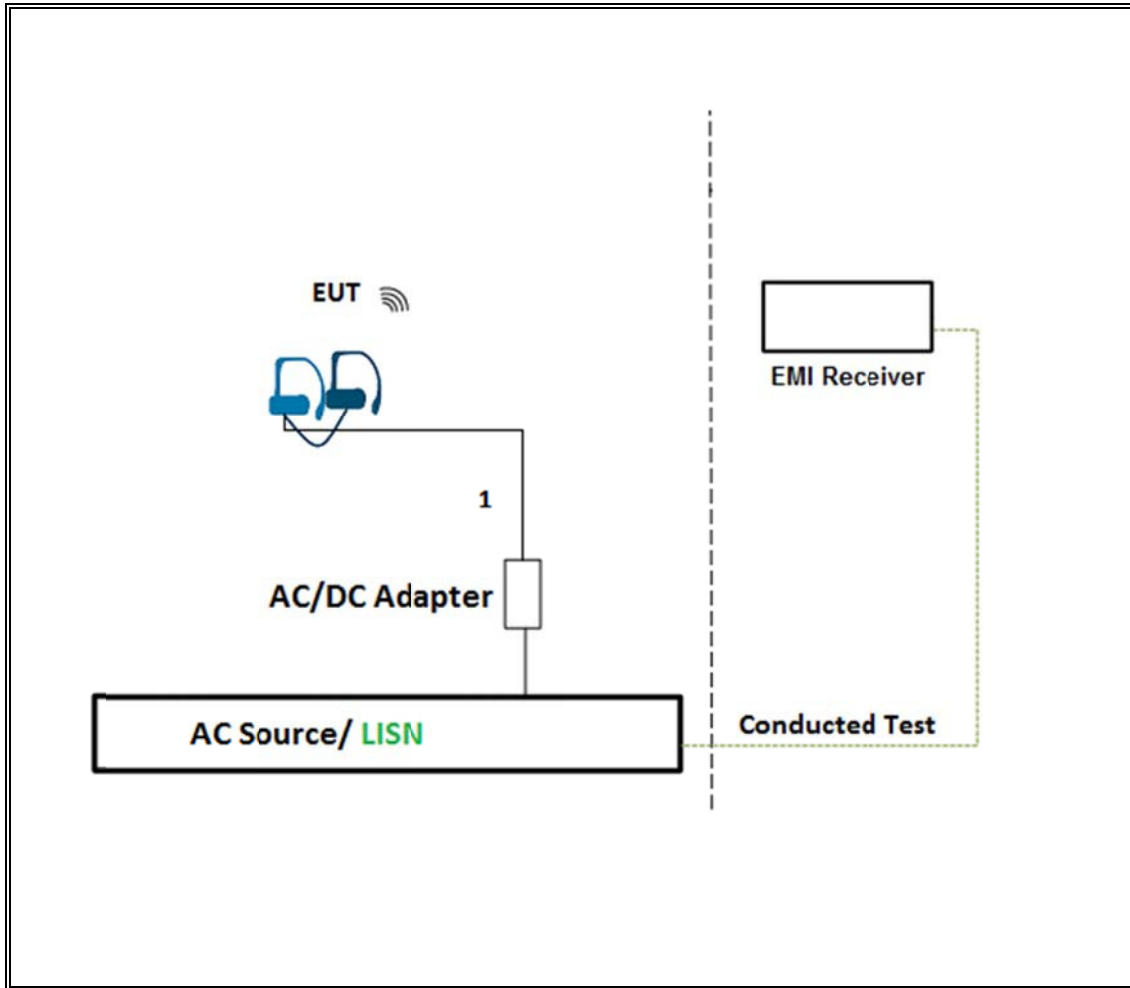 EUT
EMI Receiver
1
AC/DC Adapter
AC Source/ LISN
Conducted Test